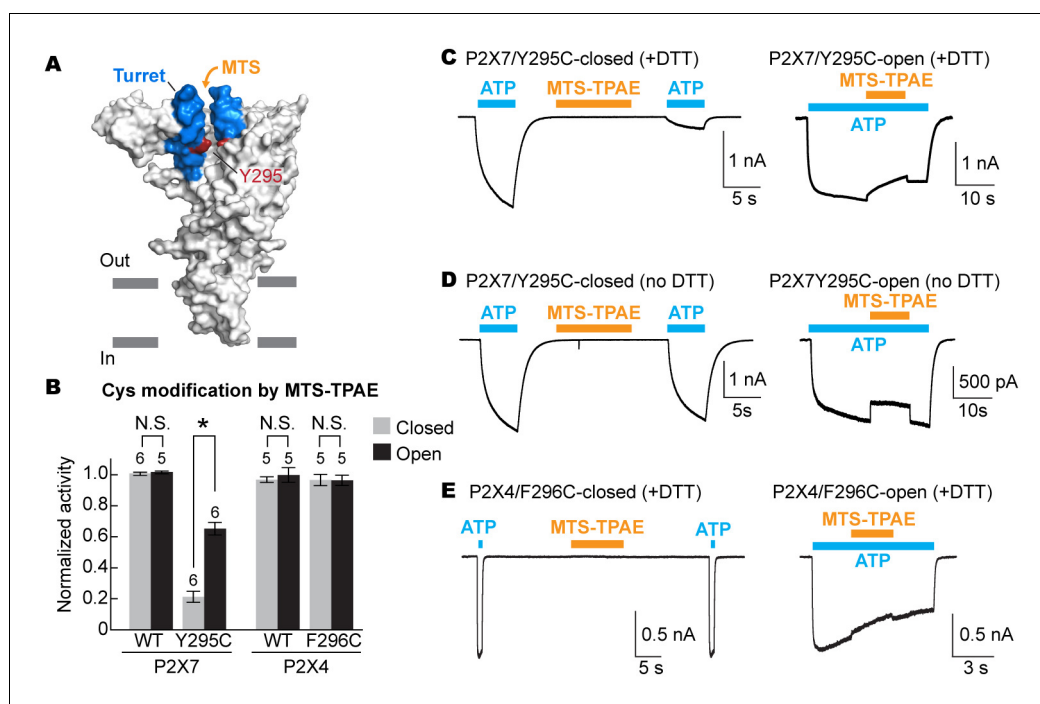 A
Turret
MTS
Y295
Out
In
B Cys modification by MTS-TPAE
N.S. * N.S. N.S.
Closed
Open
6 5 6 6 5 5 5 5
Normalized activity
1.0
0.8
0.6
0.4
0.2
0
WT Y295C WT F296C
P2X7 P2X4
C P2X7/Y295C-closed (+DTT)
ATP MTS-TPAE ATP
1 nA
5 s
P2X7/Y295C-open (+DTT)
MTS-TPAE
ATP
1 nA
10 s
D P2X7/Y295C-closed (no DTT)
ATP MTS-TPAE ATP
1 nA
5s
P2X7Y295C-open (no DTT)
MTS-TPAE
ATP
500 pA
10s
E P2X4/F296C-closed (+DTT)
ATP MTS-TPAE ATP
0.5 nA
5 s
P2X4/F296C-open (+DTT)
MTS-TPAE
ATP
0.5 nA
3 s